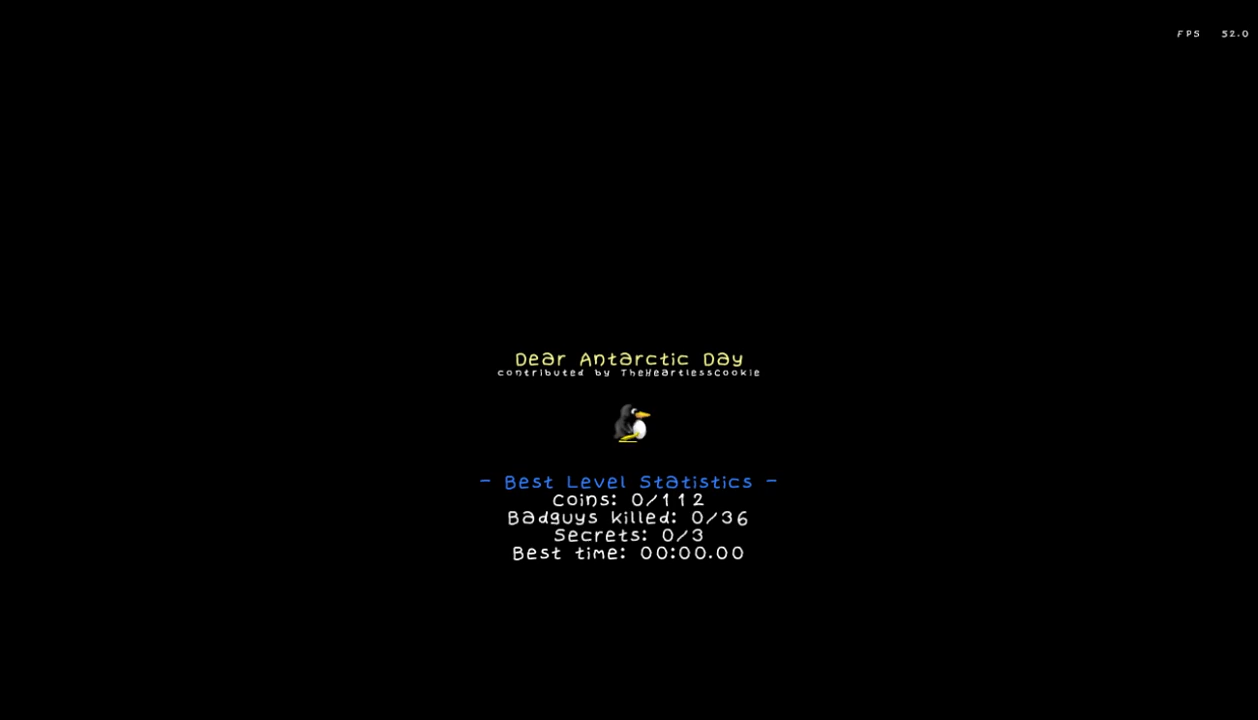 FPS 52.0
Dear Antarctic Day
contributed by TheHeartlessCookie
- Best Level Statistics -
Coins: 0/112
Badguys killed: 0/36
Secrets: 0/3
Best time: 00:00.00